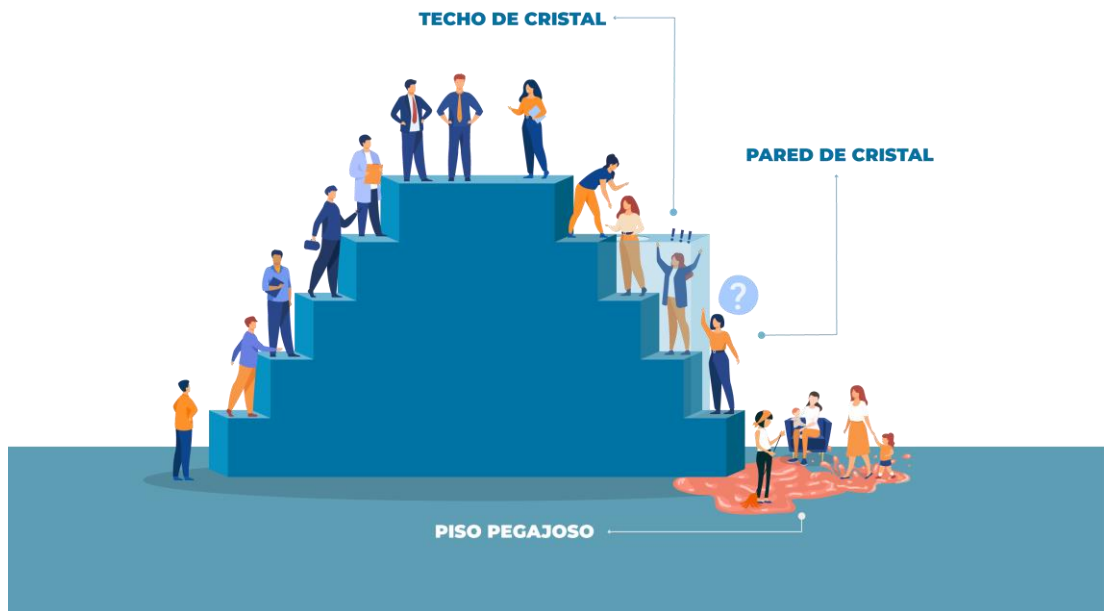 TECHO DE CRISTAL
PARED DE CRISTAL
!!!
?
PISO PEGAJOSO